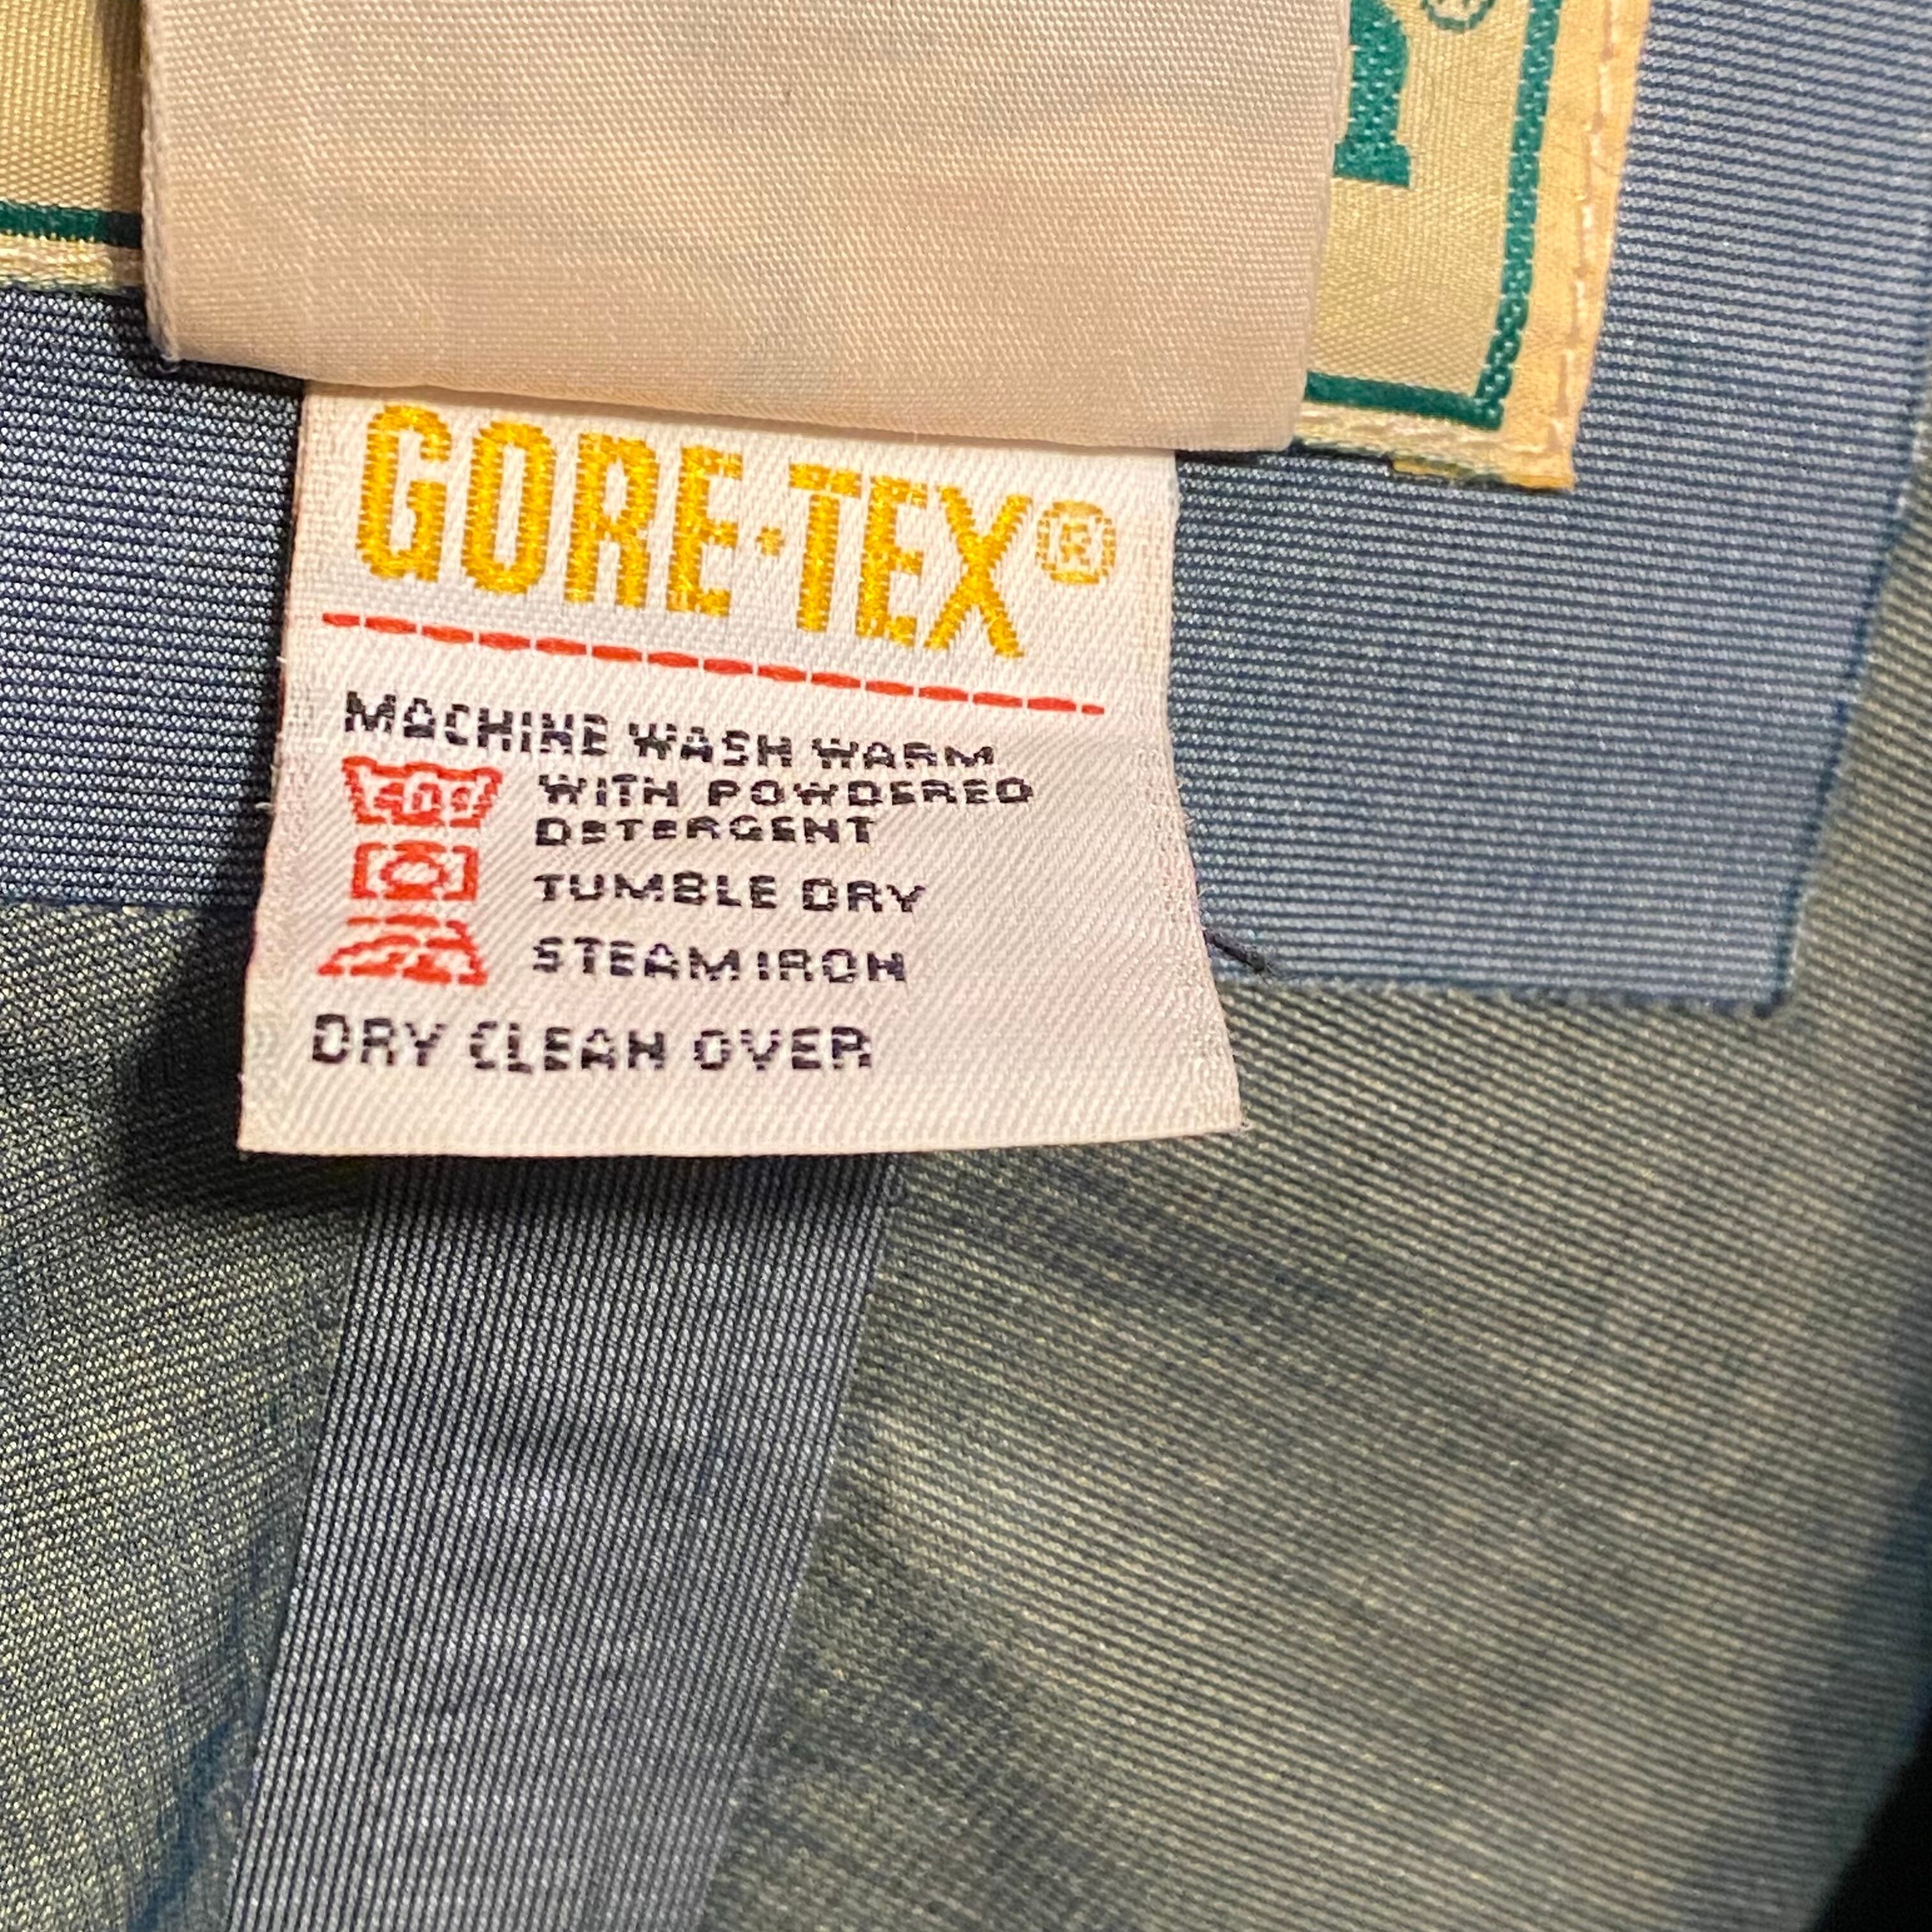 r®
GORE·TEX®
MACHINE WASH WARM
40°
WITH POWDERED
DETERGENT
TUMBLE DRY
STEAM IRON
DRY CLEAN OVER